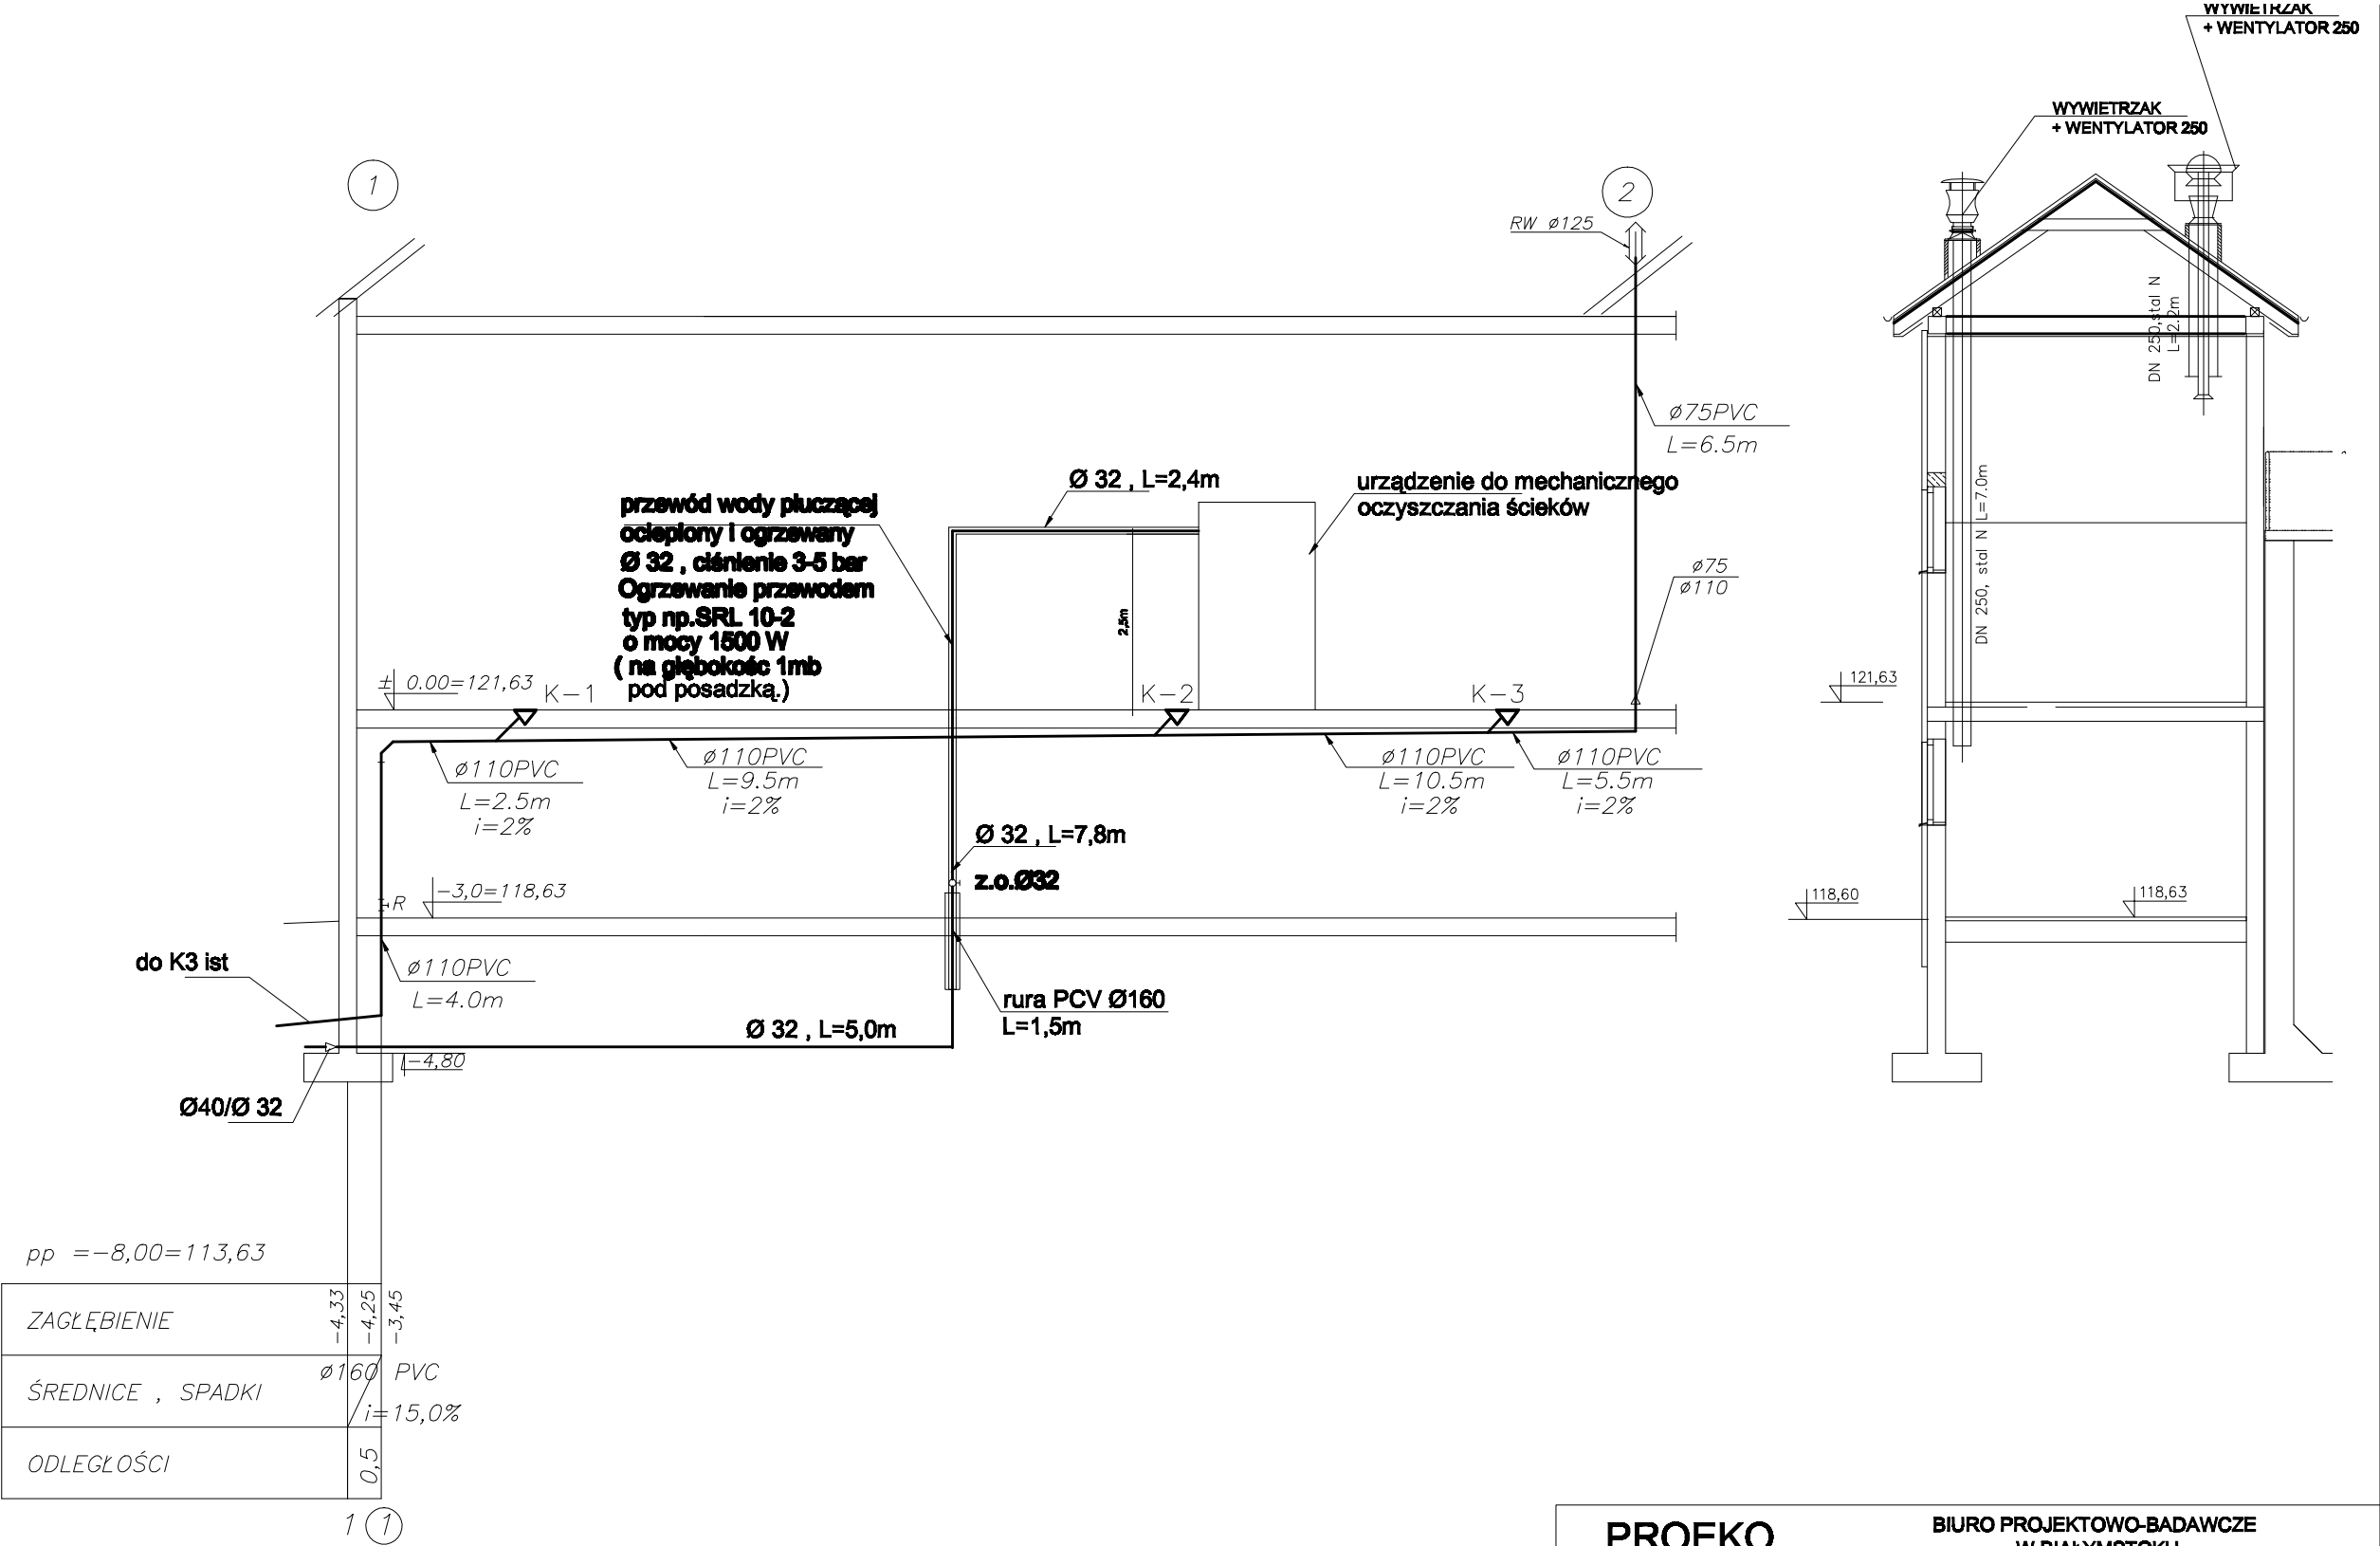 WYWIETRZAK
+ WENTYLATOR 250
WYWIETRZAK
+ WENTYLATOR 250
1
2
RW ø125
DN 250,stal N
L=2.2m
ø75PVC
L=6.5m
Ø 32 , L=2,4m
urządzenie do mechanicznego
oczyszczania ścieków
przewód wody płuczącej
ocieplony i ogrzewany
Ø 32 , ciśnienie 3-5 bar
Ogrzewanie przewodem
typ np.SRL 10-2
o mocy 1500 W
( na głębokośc 1mb
pod posadzką.)
DN 250, stal N L=7.0m
ø75
ø110
2,5m
± 0.00=121,63
K-1
K-2
K-3
121,63
ø110PVC
L=2.5m
i=2%
ø110PVC
L=9.5m
i=2%
ø110PVC
L=10.5m
i=2%
ø110PVC
L=5.5m
i=2%
Ø 32 , L=7,8m
z.o.Ø32
R
-3,0=118,63
118,60
118,63
do K3 ist
ø110PVC
L=4.0m
rura PCV Ø160
L=1,5m
Ø 32 , L=5,0m
-4,80
Ø40/Ø 32
pp =-8,00=113,63
ZAGŁĘBIENIE
-4,33
-4,25
-3,45
ŚREDNICE , SPADKI
ø160 PVC
i=15,0%
ODLEGŁOŚCI
0,5
1
1
PROEKO
BIURO PROJEKTOWO-BADAWCZE
W BIAŁYMSTOKU